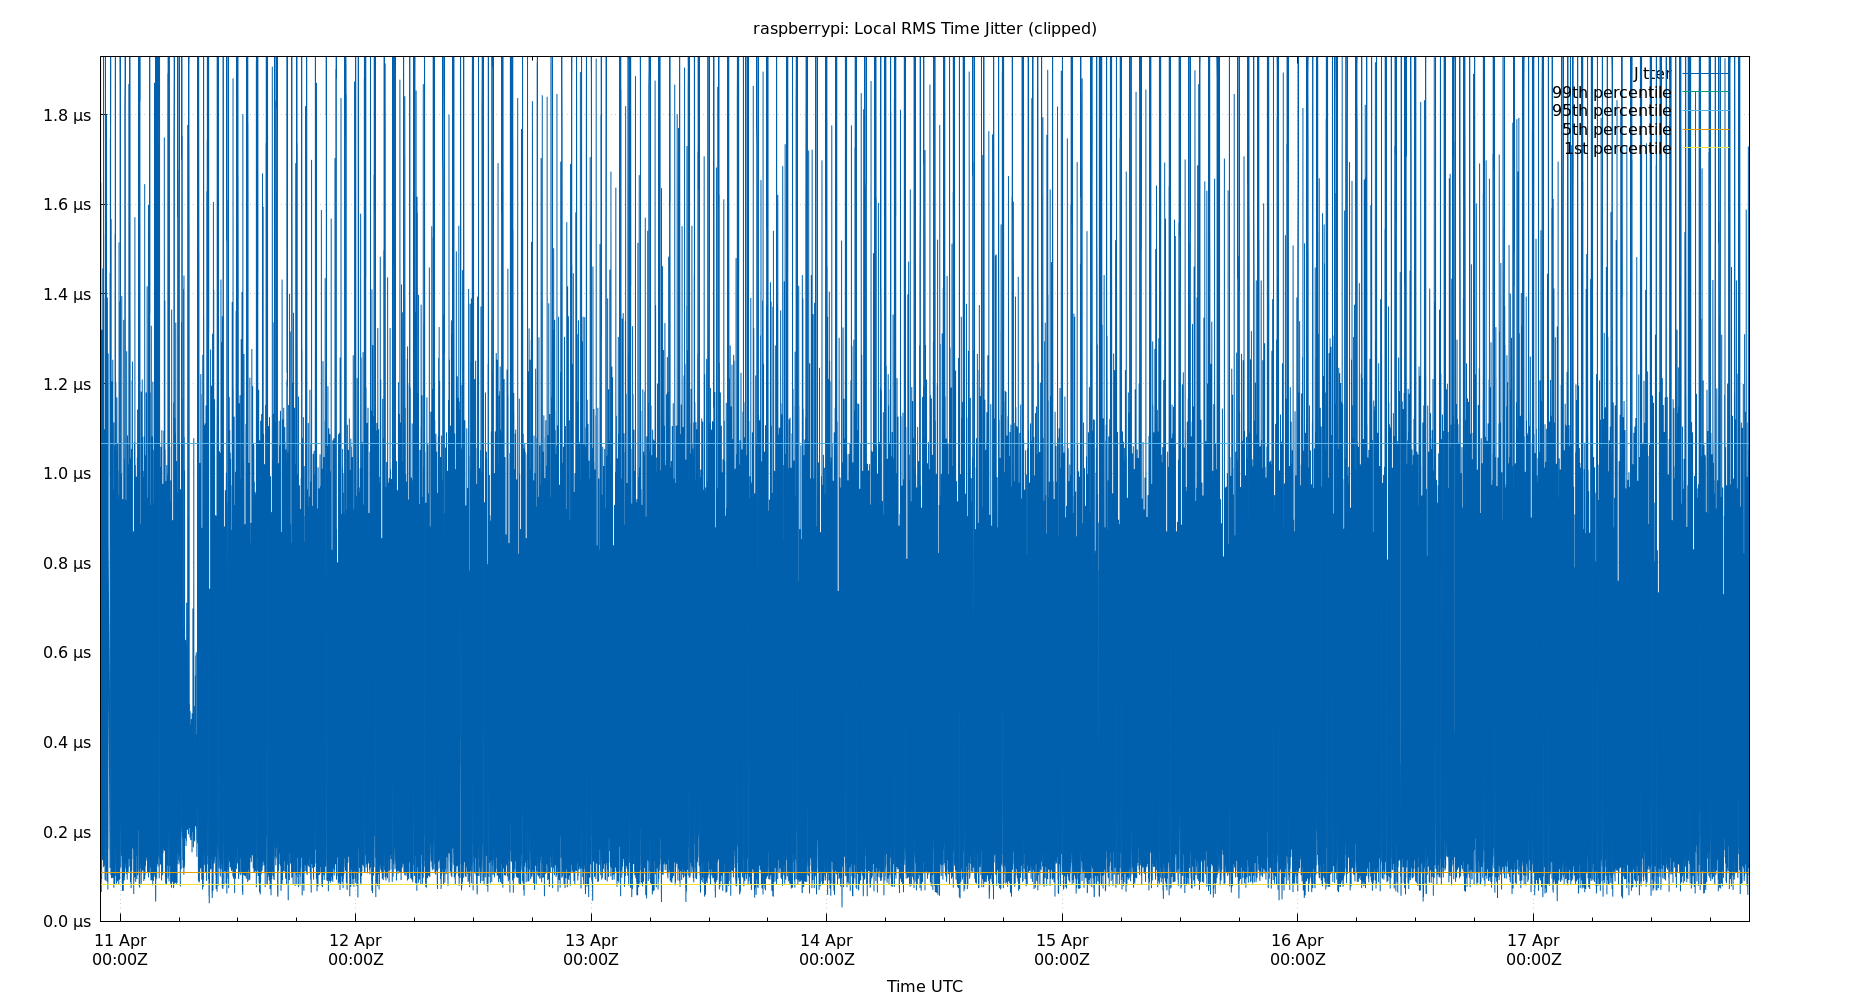 raspberrypi: Local RMS Time Jitter (clipped)
Jitter
99th percentile
95th percentile
5th percentile
1st percentile
1.8 µs
1.6 µs
1.4 µs
1.2 µs
1.0 µs
0.8 µs
0.6 µs
0.4 µs
0.2 µs
0.0 µs
11 Apr 12 Apr 13 Apr 14 Apr 15 Apr 16 Apr 17 Apr
00:00Z 00:00Z 00:00Z 00:00Z 00:00Z 00:00Z 00:00Z
Time UTC